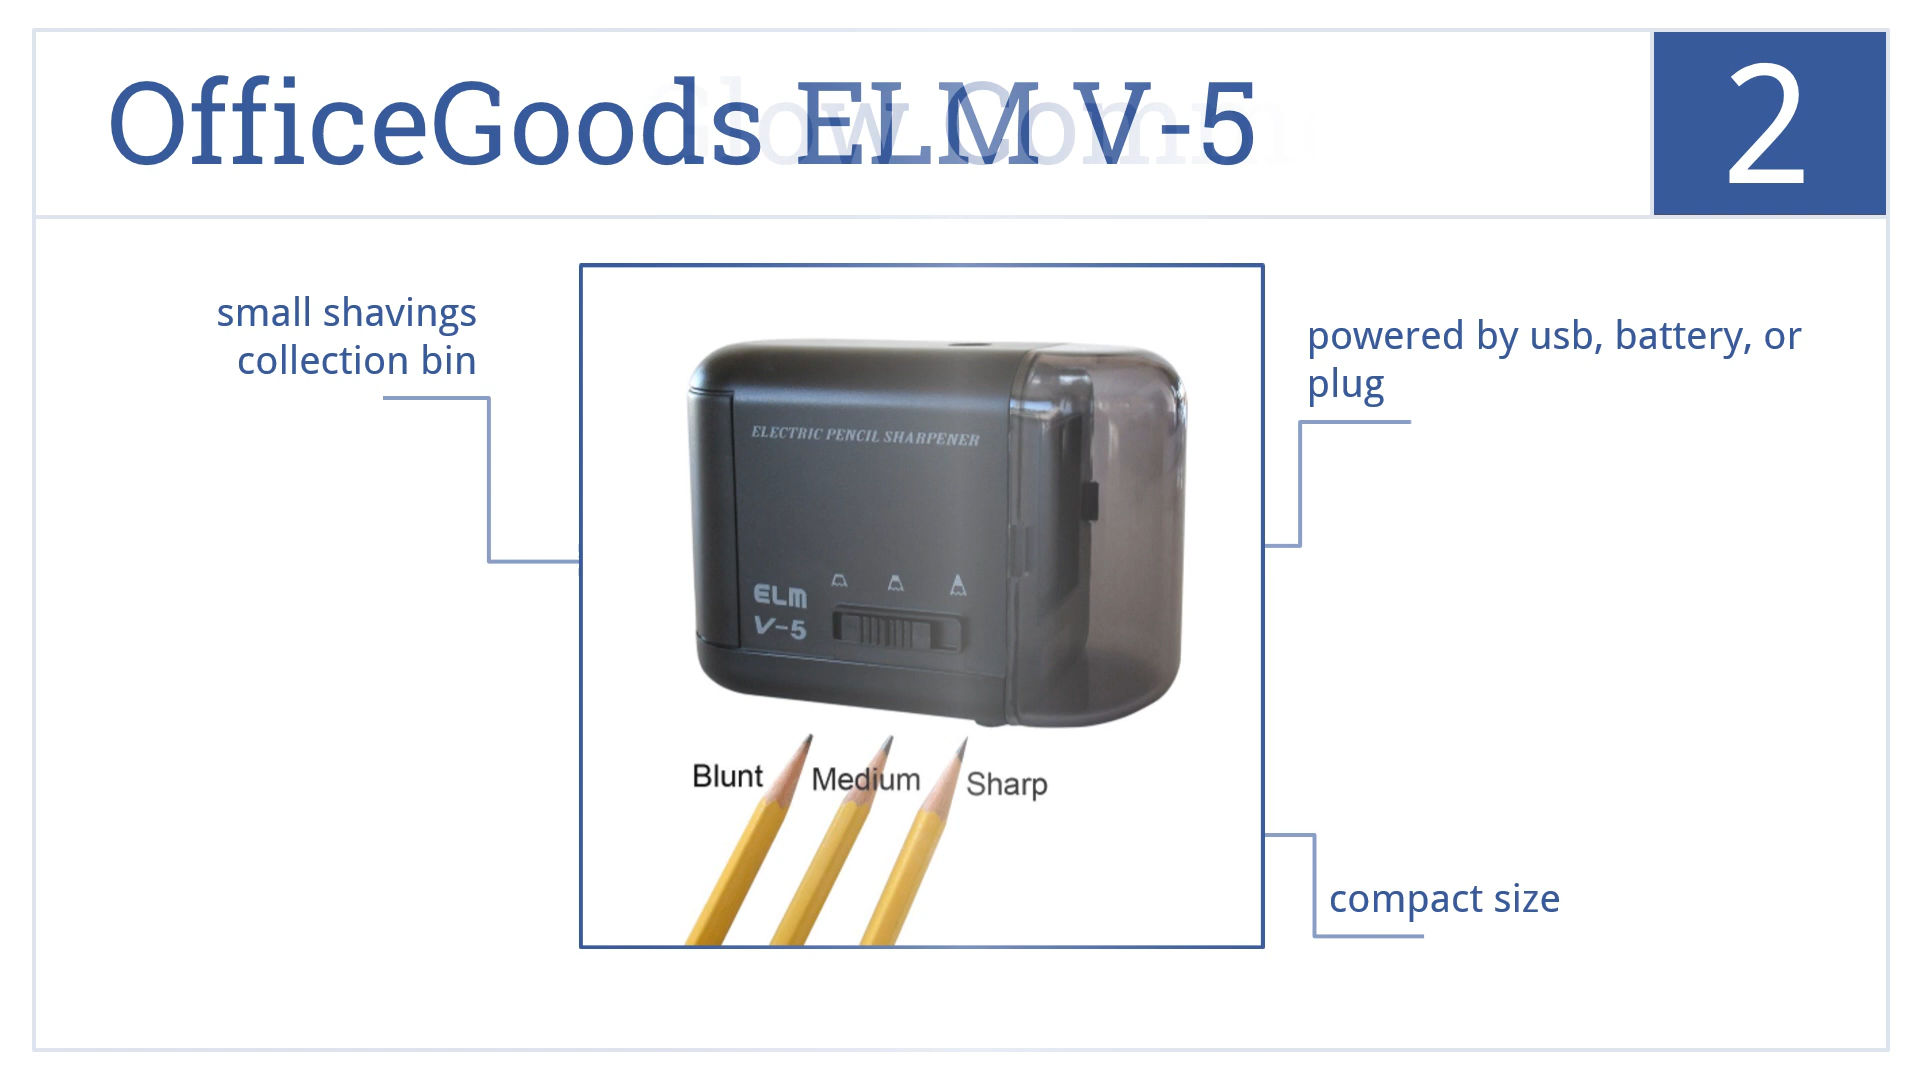 OfficeGoods ELM V-5
2
small shavings
collection bin
powered by usb, battery, or
plug
ELECTRIC PENCIL SHARPENER
ELM
V-5
Blunt
Medium
Sharp
compact size